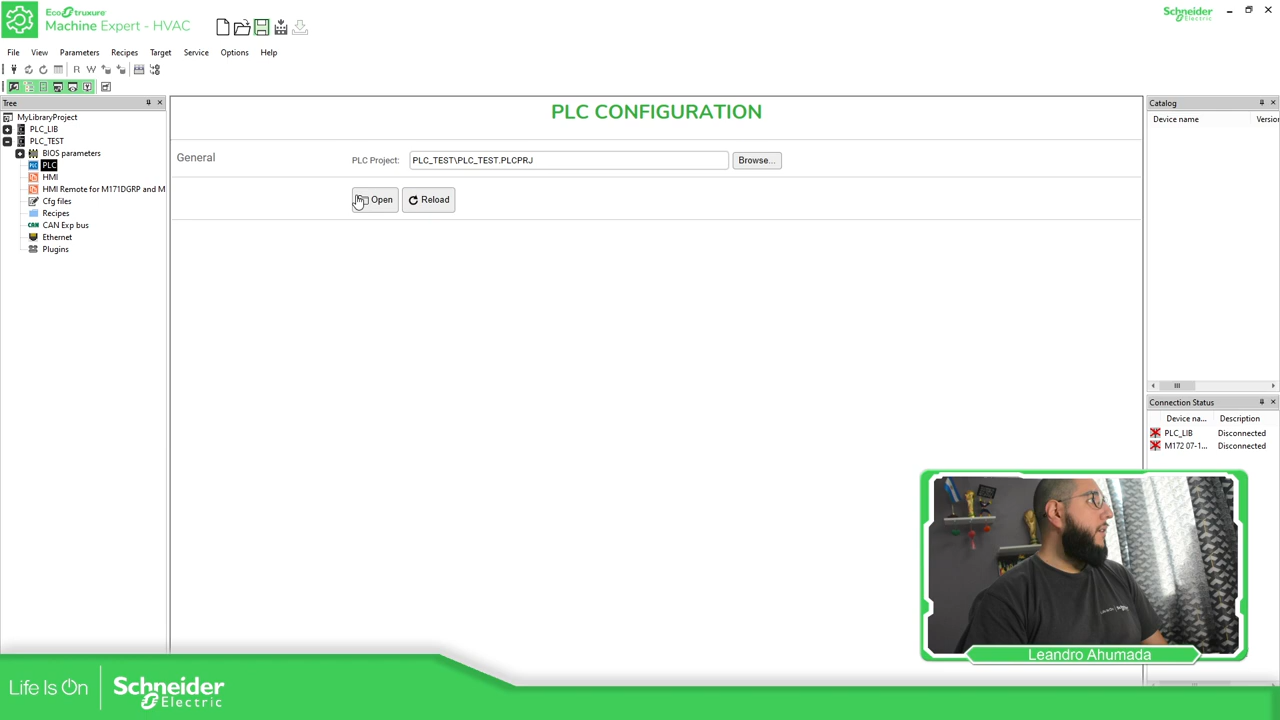 EcoStruxure
Machine Expert - HVAC
Schneider
Electric
File View Parameters Recipes Target Service Options Help
R W
Tree
MyLibraryProject
PLC_LIB
PLC_TEST
BIOS parameters
PLC
HMI
HMI Remote for M171DGRP and M
Cfg files
Recipes
CAN Exp bus
Ethernet
Plugins
PLC CONFIGURATION
General
PLC Project: PLC_TEST\PLC_TEST.PLCPRJ Browse...
Open Reload
Catalog
Device name Version
Connection Status
Device na... Description
PLC_LIB Disconnected
M172 07-1... Disconnected
Leandro Ahumada
Life Is On
Schneider
Electric